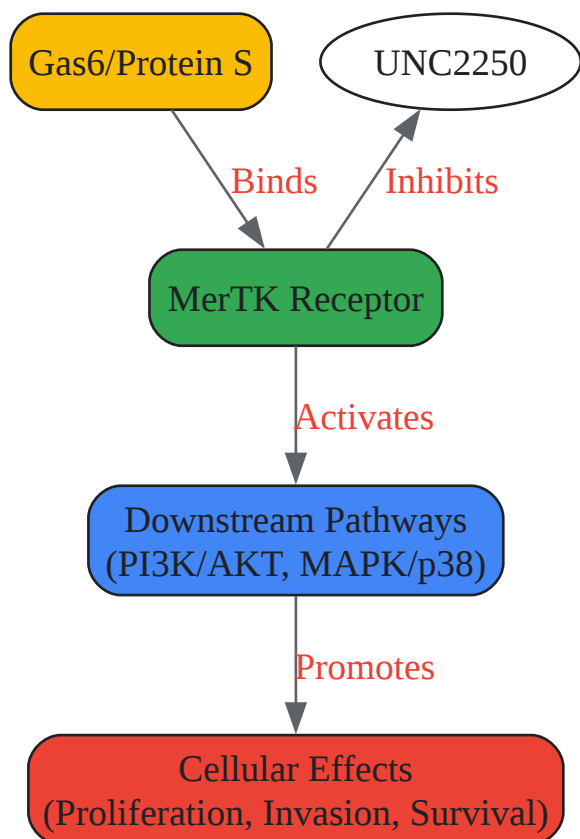 Gas6/Protein S
UNC2250
Binds
Inhibits
MerTK Receptor
Activates
Downstream Pathways
(PI3K/AKT, MAPK/p38)
Promotes
Cellular Effects
(Proliferation, Invasion, Survival)